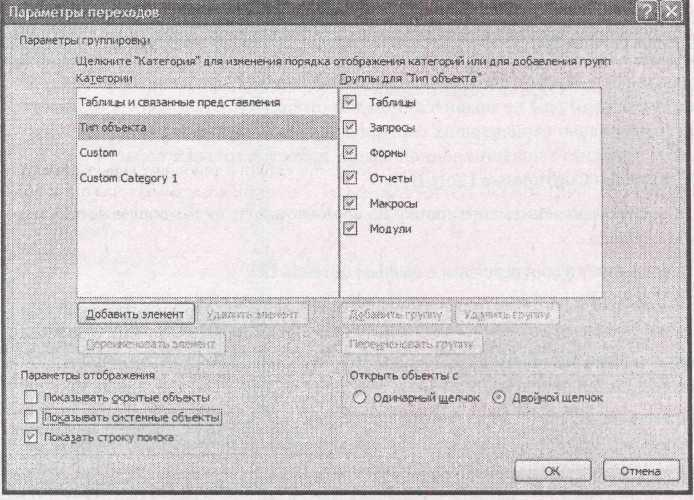 Параметры переходов
Параметры группировки
Щелкните "Категория" для изменения порядка отображения категорий или для добавления групп
Категории
Группы для "Тип объекта"
Таблицы и связанные представления
Тип объекта
Custom
Custom Category 1
Таблицы
Запросы
Формы
Отчеты
Макросы
Модули
Добавить элемент
Удалить элемент
Добавить группу
Удалить группу
Переименовать элемент
Переименовать группу
Параметры отображения
Открыть объекты с
Показывать скрытые объекты
Одинарный щелчок
Двойной щелчок
Показывать системные объекты
Показать строку поиска
ОК
Отмена